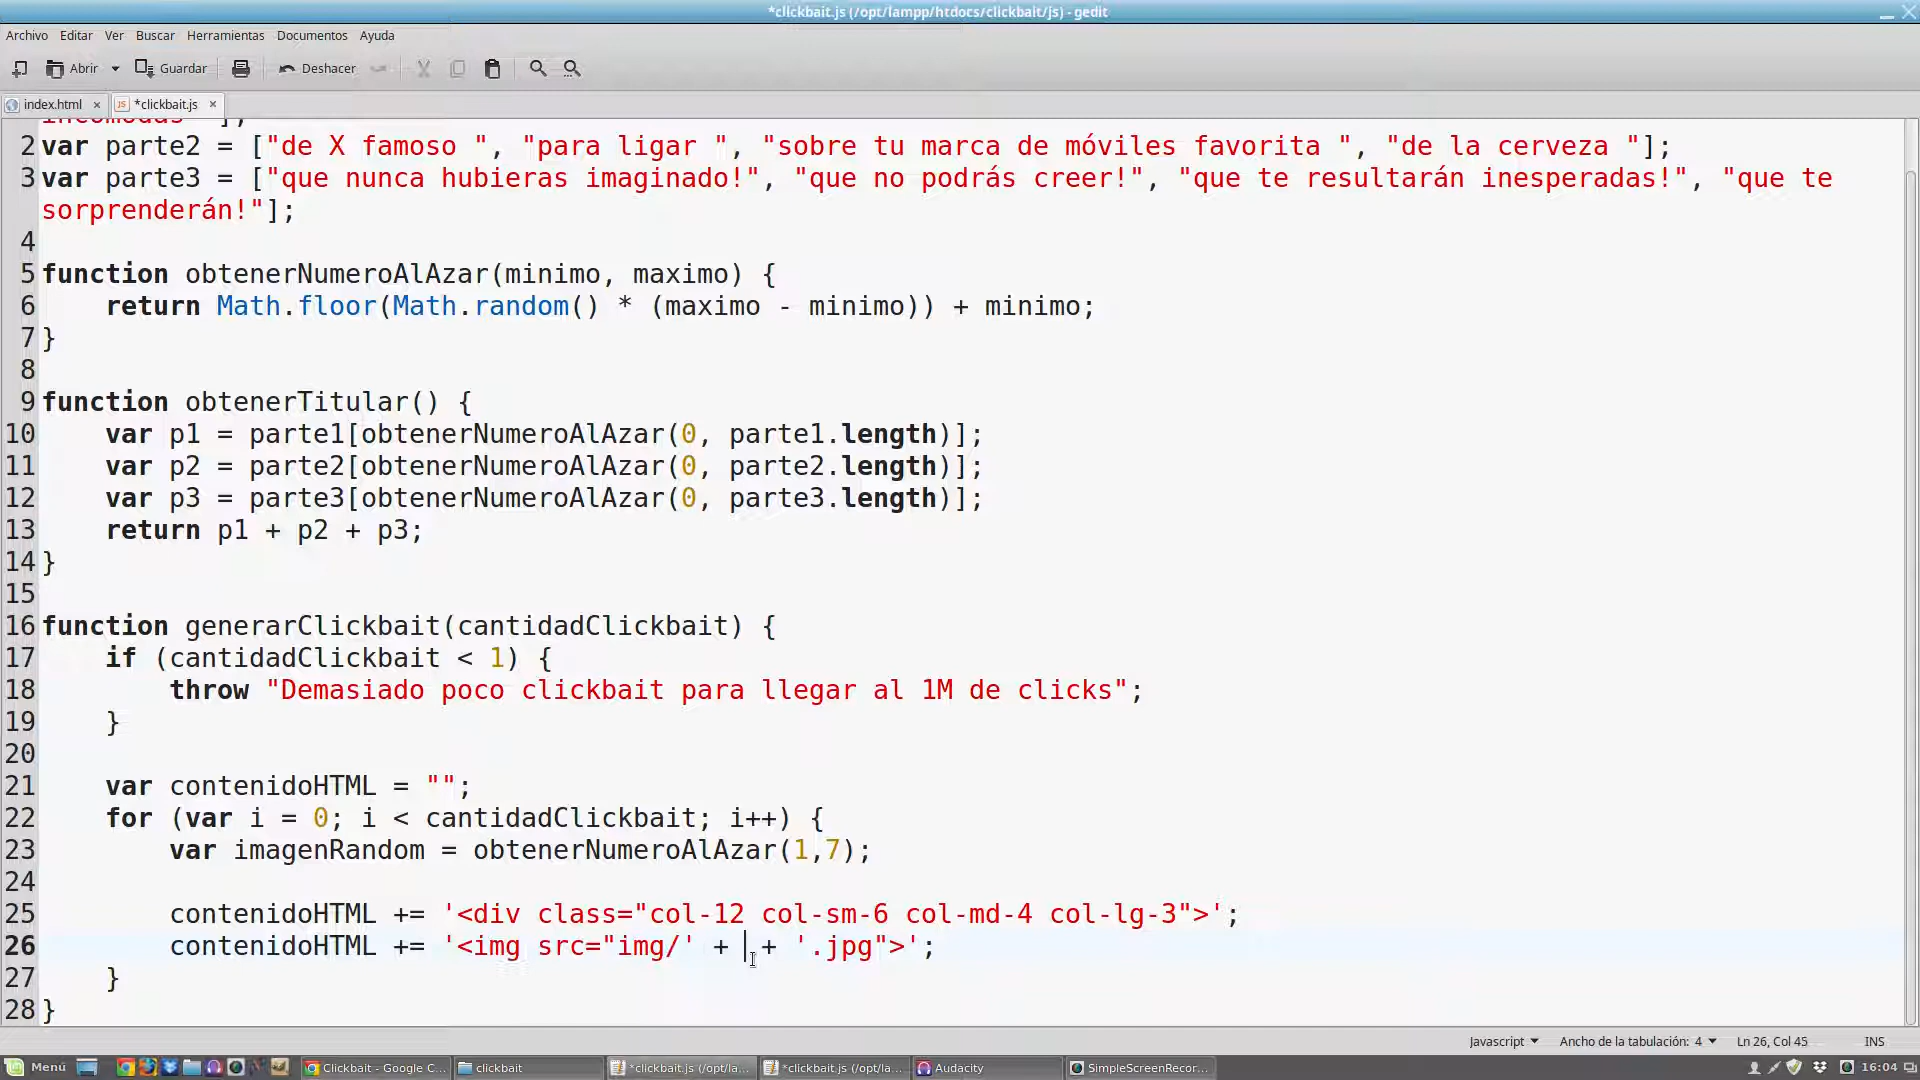 *clickbait.js (/opt/lampp/htdocs/clickbait/js) - gedit
Archivo Editar Ver Buscar Herramientas Documentos Ayuda
Abrir Guardar Deshacer
index.html × *clickbait.js ×
incómodas "];
2 var parte2 = ["de X famoso ", "para ligar ", "sobre tu marca de móviles favorita ", "de la cerveza "];
3 var parte3 = ["que nunca hubieras imaginado!", "que no podrás creer!", "que te resultarán inesperadas!", "que te
sorprenderán!"];
4
5 function obtenerNumeroAlAzar(minimo, maximo) {
6 return Math.floor(Math.random() * (maximo - minimo)) + minimo;
7 }
8
9 function obtenerTitular() {
10 var p1 = parte1[obtenerNumeroAlAzar(0, parte1.length)];
11 var p2 = parte2[obtenerNumeroAlAzar(0, parte2.length)];
12 var p3 = parte3[obtenerNumeroAlAzar(0, parte3.length)];
13 return p1 + p2 + p3;
14 }
15
16 function generarClickbait(cantidadClickbait) {
17 if (cantidadClickbait < 1) {
18 throw "Demasiado poco clickbait para llegar al 1M de clicks";
19 }
20
21 var contenidoHTML = "";
22 for (var i = 0; i < cantidadClickbait; i++) {
23 var imagenRandom = obtenerNumeroAlAzar(1,7);
24
25 contenidoHTML += '<div class="col-12 col-sm-6 col-md-4 col-lg-3">';
26 contenidoHTML += '<img src="img/' + + '.jpg">';
27 }
28 }
Javascript Ancho de la tabulación: 4 Ln 26, Col 45 INS
Menú Clickbait - Google C... clickbait *clickbait.js (/opt/la... *clickbait.js (/opt/la... Audacity SimpleScreenRecor... 16:04